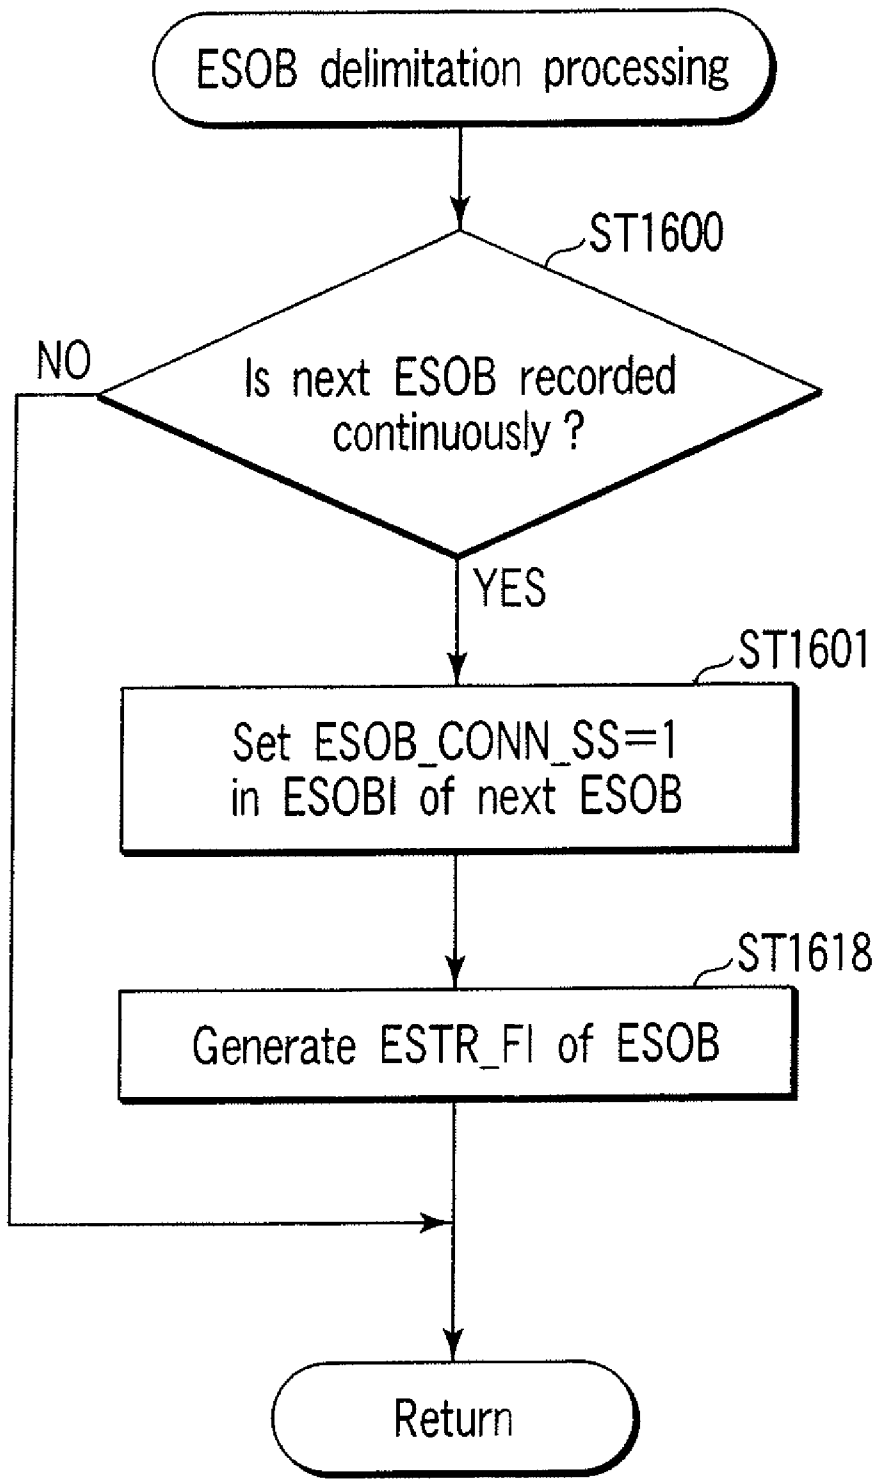 ESOB delimitation processing
ST1600
NO
Is next ESOB recorded
continuously ?
YES
ST1601
Set ESOB_CONN_SS=1
in ESOBI of next ESOB
ST1618
Generate ESTR_FI of ESOB
Return